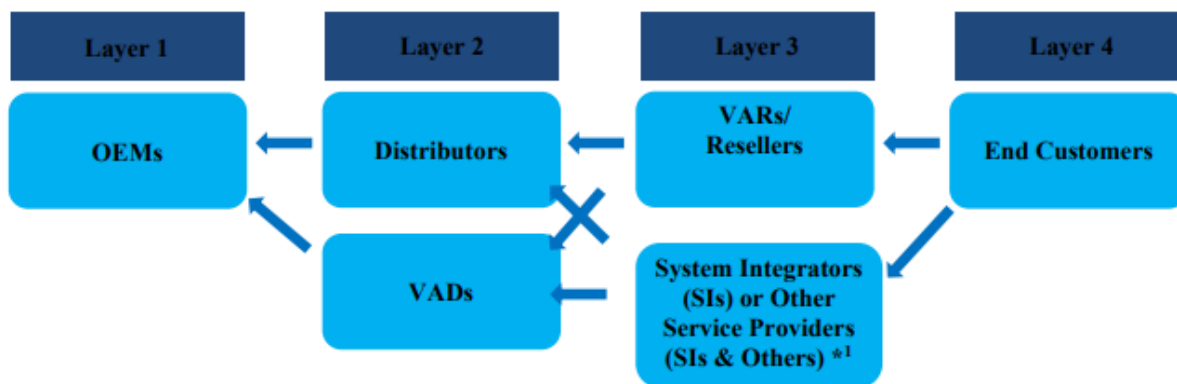 Layer 1
Layer 2
Layer 3
Layer 4
OEMs
Distributors
VARs/
Resellers
End Customers
VADs
System Integrators
(SIs) or Other
Service Providers
(SIs & Others) *1